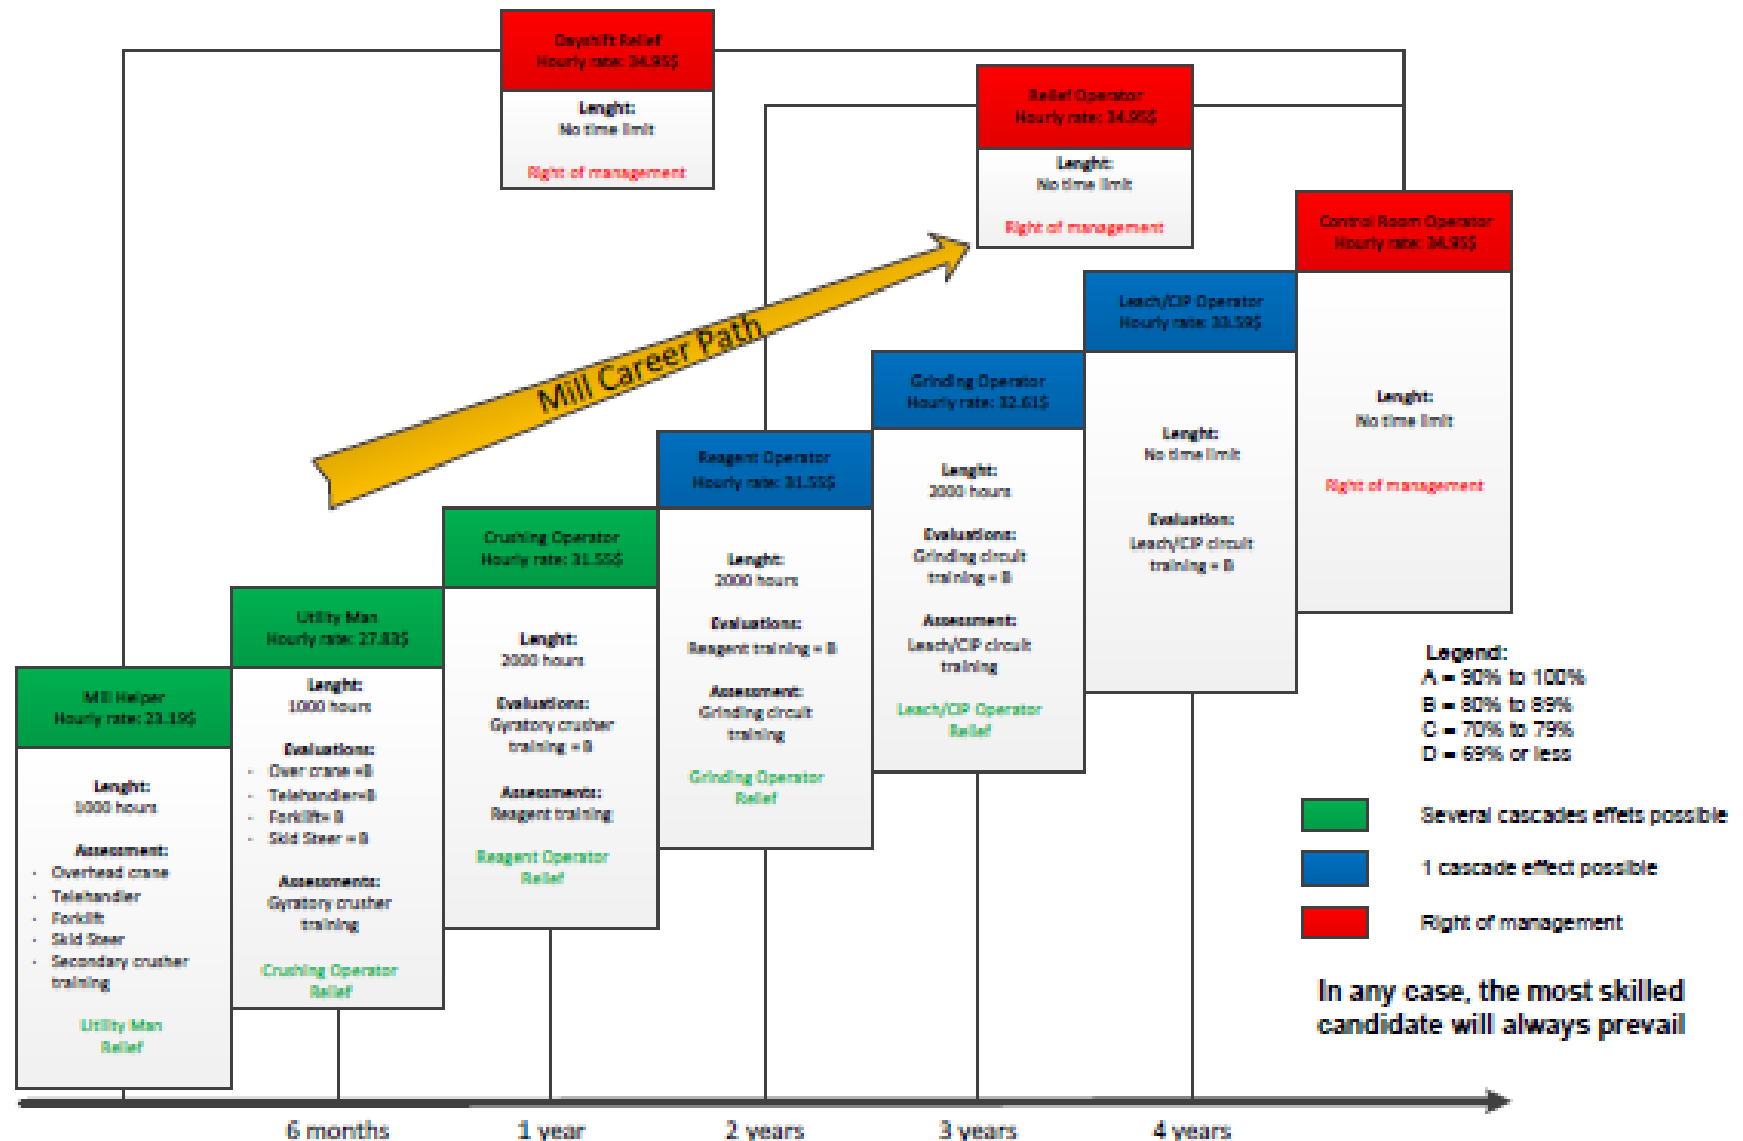 Dayshift Relief
Hourly rate: 34.95$
Lenght:
No time limit
Right of management
Relief Operator
Hourly rate: 34.95$
Lenght:
No time limit
Right of management
Control Room Operator
Hourly rate: 34.95$
Lenght:
No time limit
Right of management
Leach/CIP Operator
Hourly rate: 33.59$
Lenght:
No time limit
Evaluation:
Leach/CIP circuit
training = B
Mill Career Path
Grinding Operator
Hourly rate: 32.61$
Lenght:
2000 hours
Evaluations:
Grinding circuit
training = B
Assessment:
Leach/CIP circuit
training
Leach/CIP Operator
Relief
Reagent Operator
Hourly rate: 31.55$
Lenght:
2000 hours
Evaluations:
Reagent training = B
Assessment:
Grinding circuit
training
Grinding Operator
Relief
Crushing Operator
Hourly rate: 31.55$
Lenght:
2000 hours
Evaluations:
Gyratory crusher
training = B
Assessments:
Reagent training
Reagent Operator
Relief
Utility Man
Hourly rate: 27.83$
Lenght:
1000 hours
Evaluations:
- Over crane =B
- Telehandler=B
- Forklift= B
- Skid Steer = B
Assessments:
Gyratory crusher
training
Crushing Operator
Relief
Mill Helper
Hourly rate: 23.19$
Lenght:
1000 hours
Assessment:
- Overhead crane
- Telehandler
- Forklift
- Skid Steer
- Secondary crusher
training
Utility Man
Relief
Legend:
A = 90% to 100%
B = 80% to 89%
C = 70% to 79%
D = 69% or less
Several cascades effets possible
1 cascade effect possible
Right of management
In any case, the most skilled
candidate will always prevail
6 months
1 year
2 years
3 years
4 years